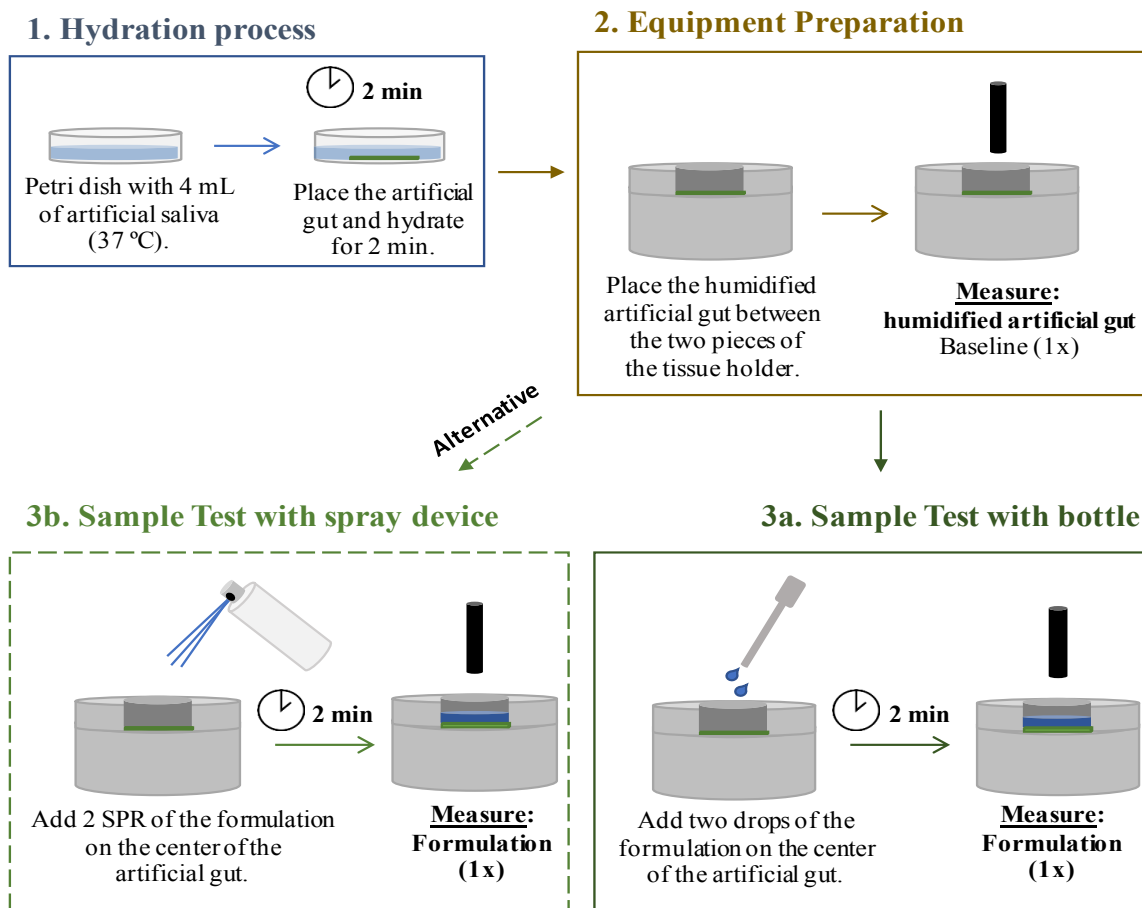 1. Hydration process
2 min
Petri dish with 4 mL
of artificial saliva
(37 ºC).
Place the artificial
gut and hydrate
for 2 min.
2. Equipment Preparation
Place the humidified
artificial gut between
the two pieces of
the tissue holder.
Measure:
humidified artificial gut
Baseline (1x)
Alternative
3b. Sample Test with spray device
2 min
Add 2 SPR of the formulation
on the center of the
artificial gut.
Measure:
Formulation
(1x)
3a. Sample Test with bottle
2 min
Add two drops of the
formulation on the center
of the artificial gut.
Measure:
Formulation
(1x)